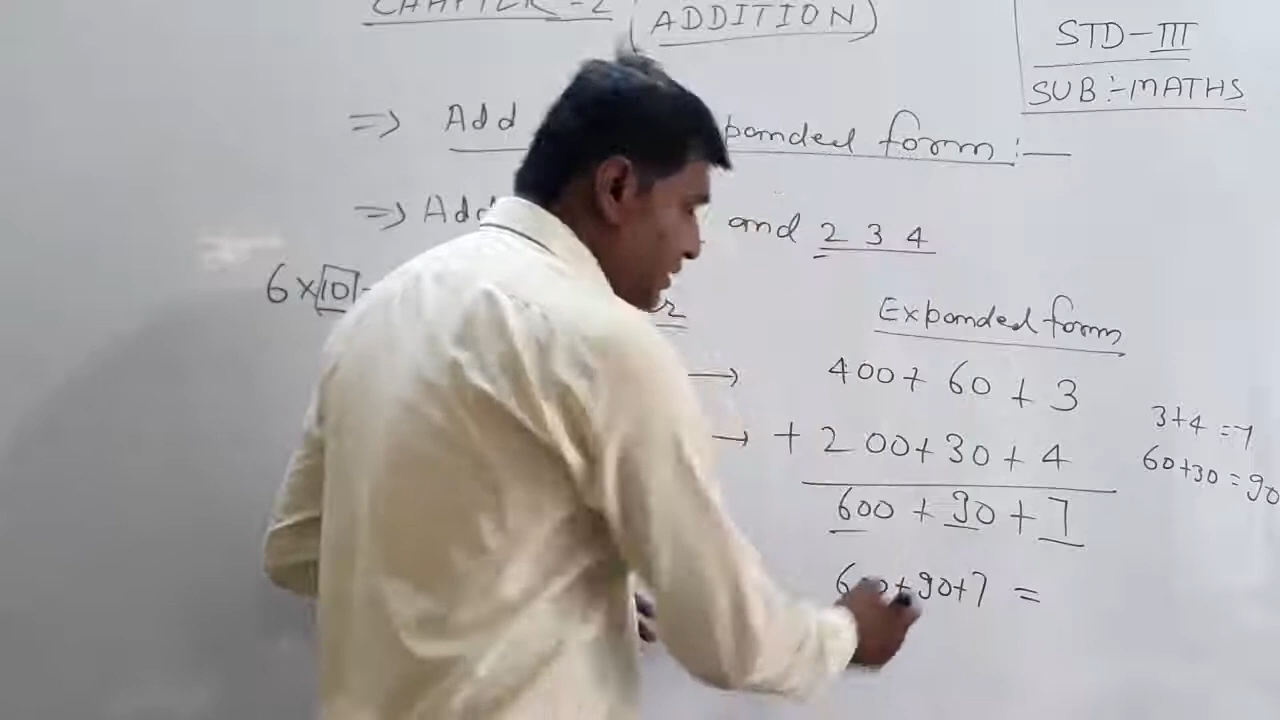 CHAPTER-2 (ADDITION)
STD-III
SUB:-MATHS
=> Add panded form :-
=> Add and 2 3 4
6 x 10
Expanded form
→ 400 + 60 + 3
→ + 200 + 30 + 4
600 + 90 + 7
600+90+7 =
3+4 = 7
60+30 = 90